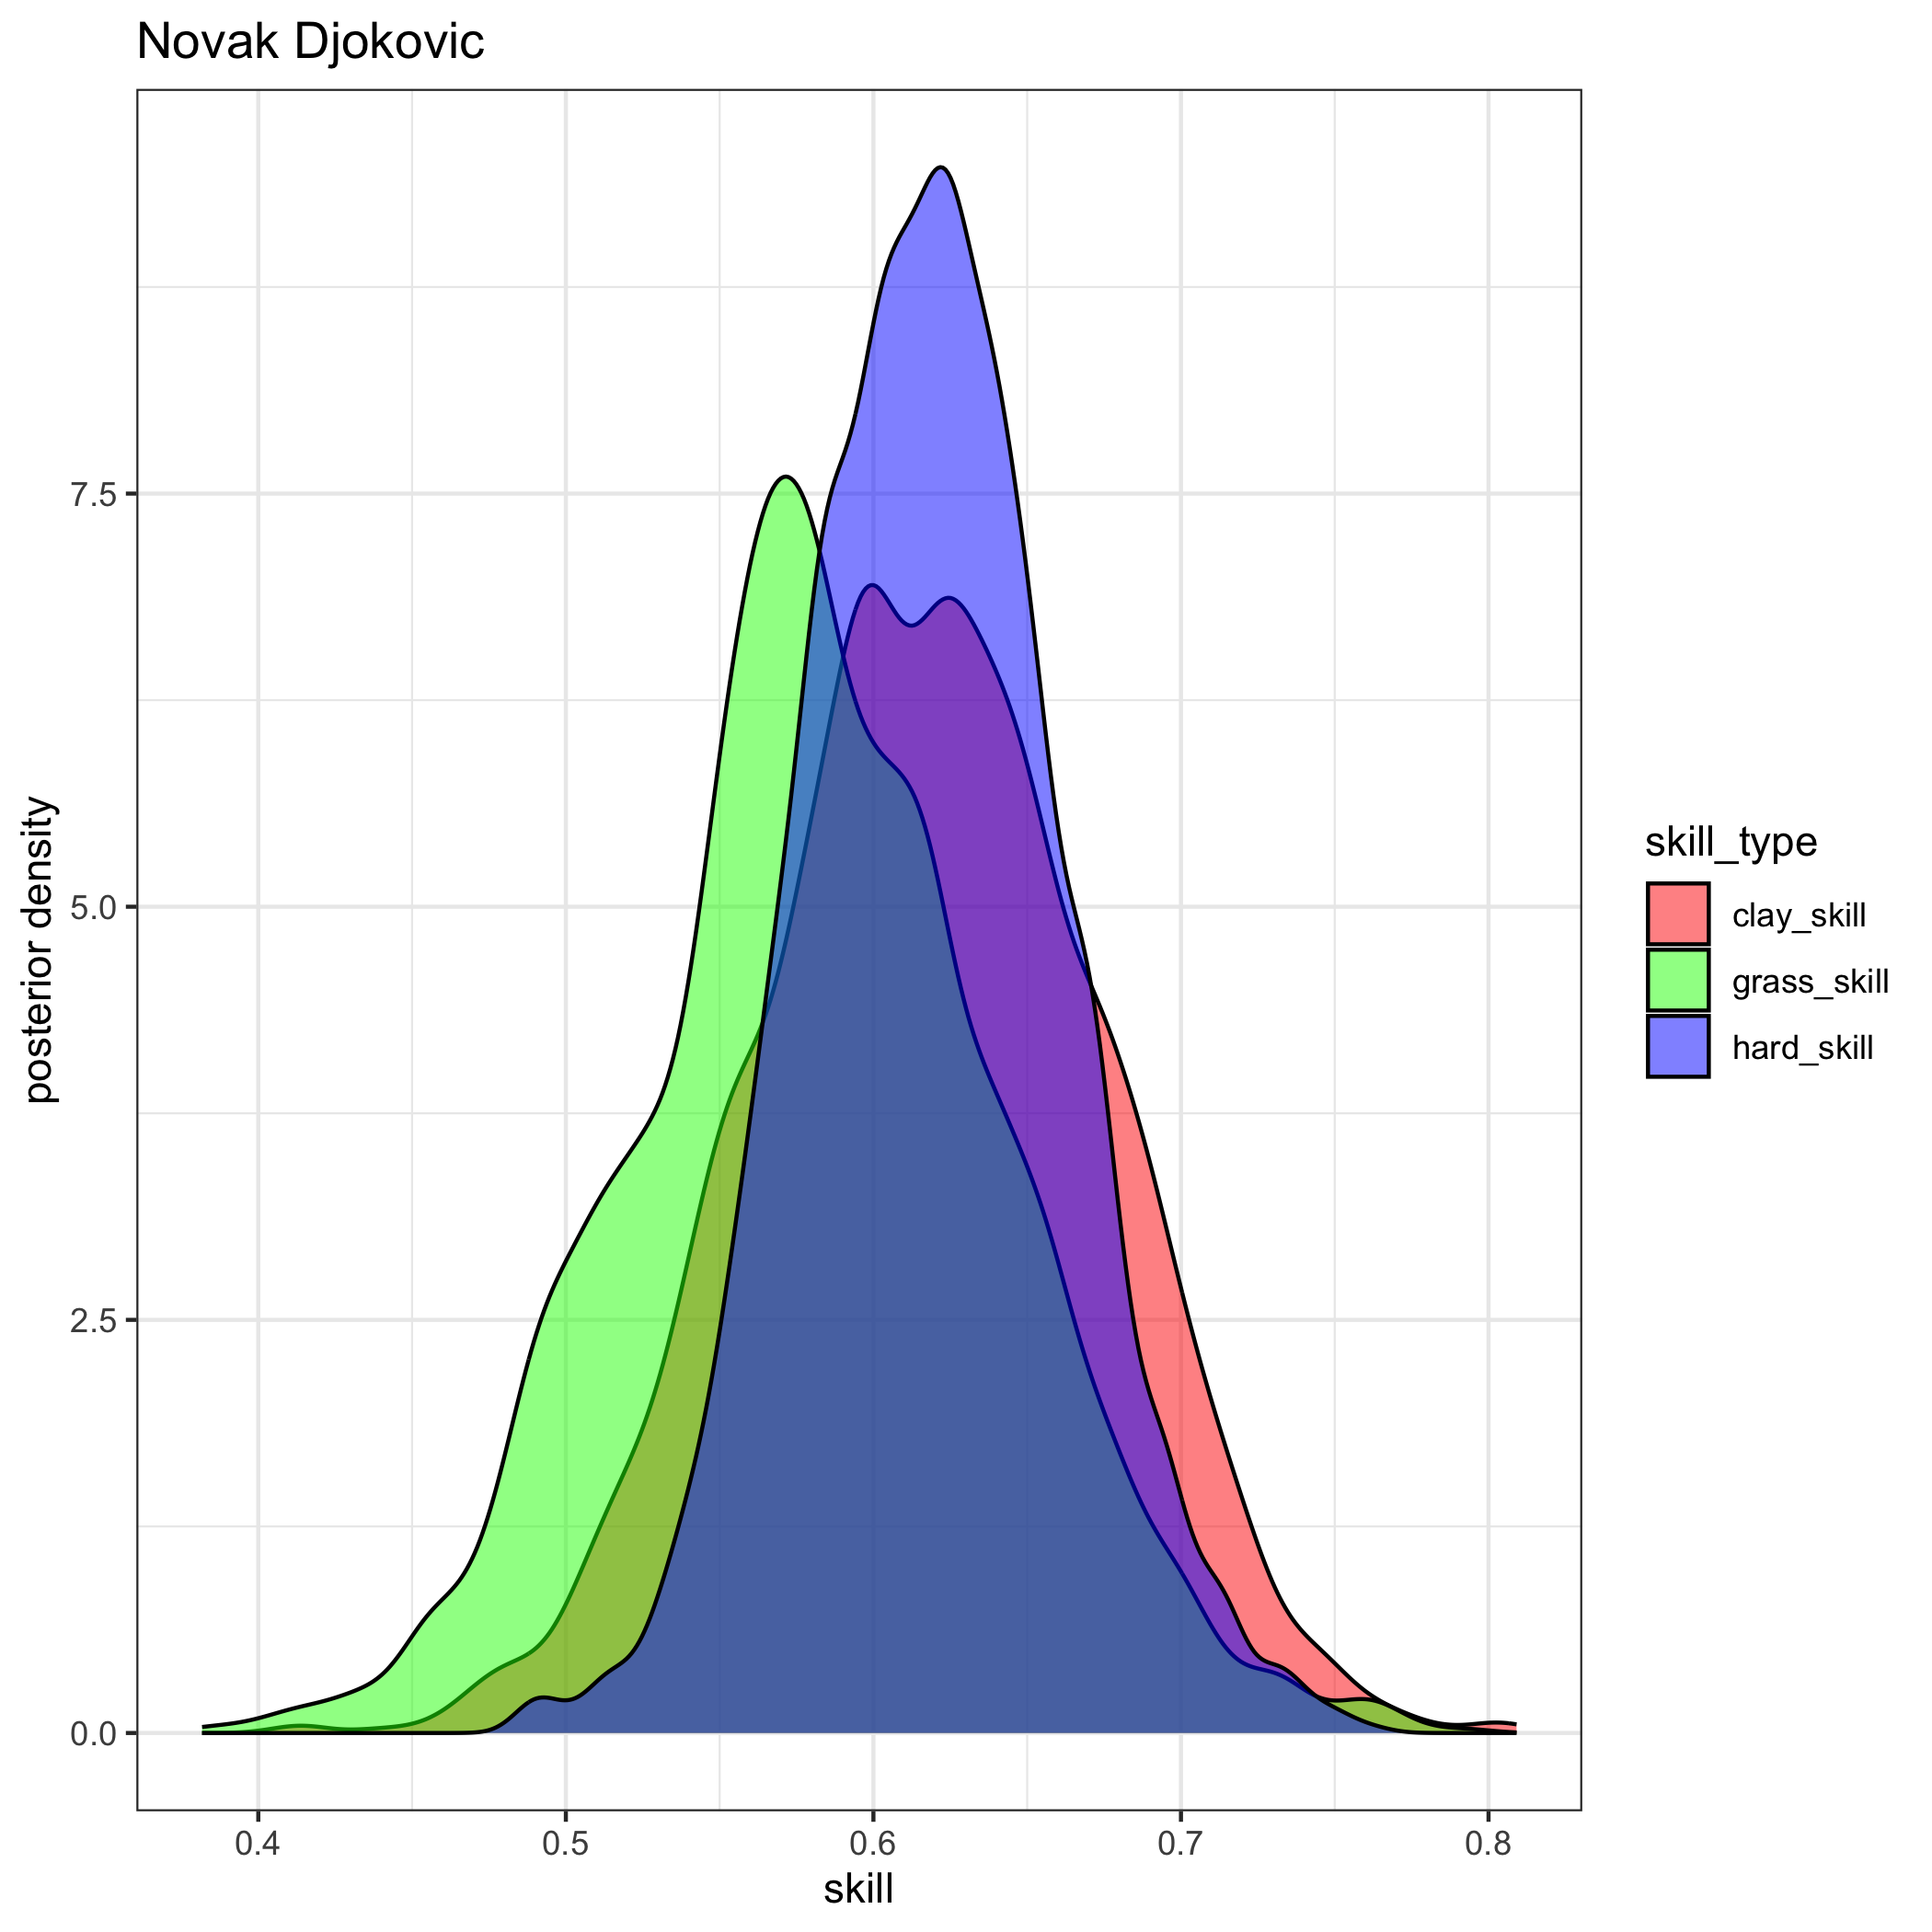 Novak Djokovic
posterior density
7.5
5.0
2.5
0.0
0.4 0.5 0.6 0.7 0.8
skill
skill_type
clay_skill
grass_skill
hard_skill